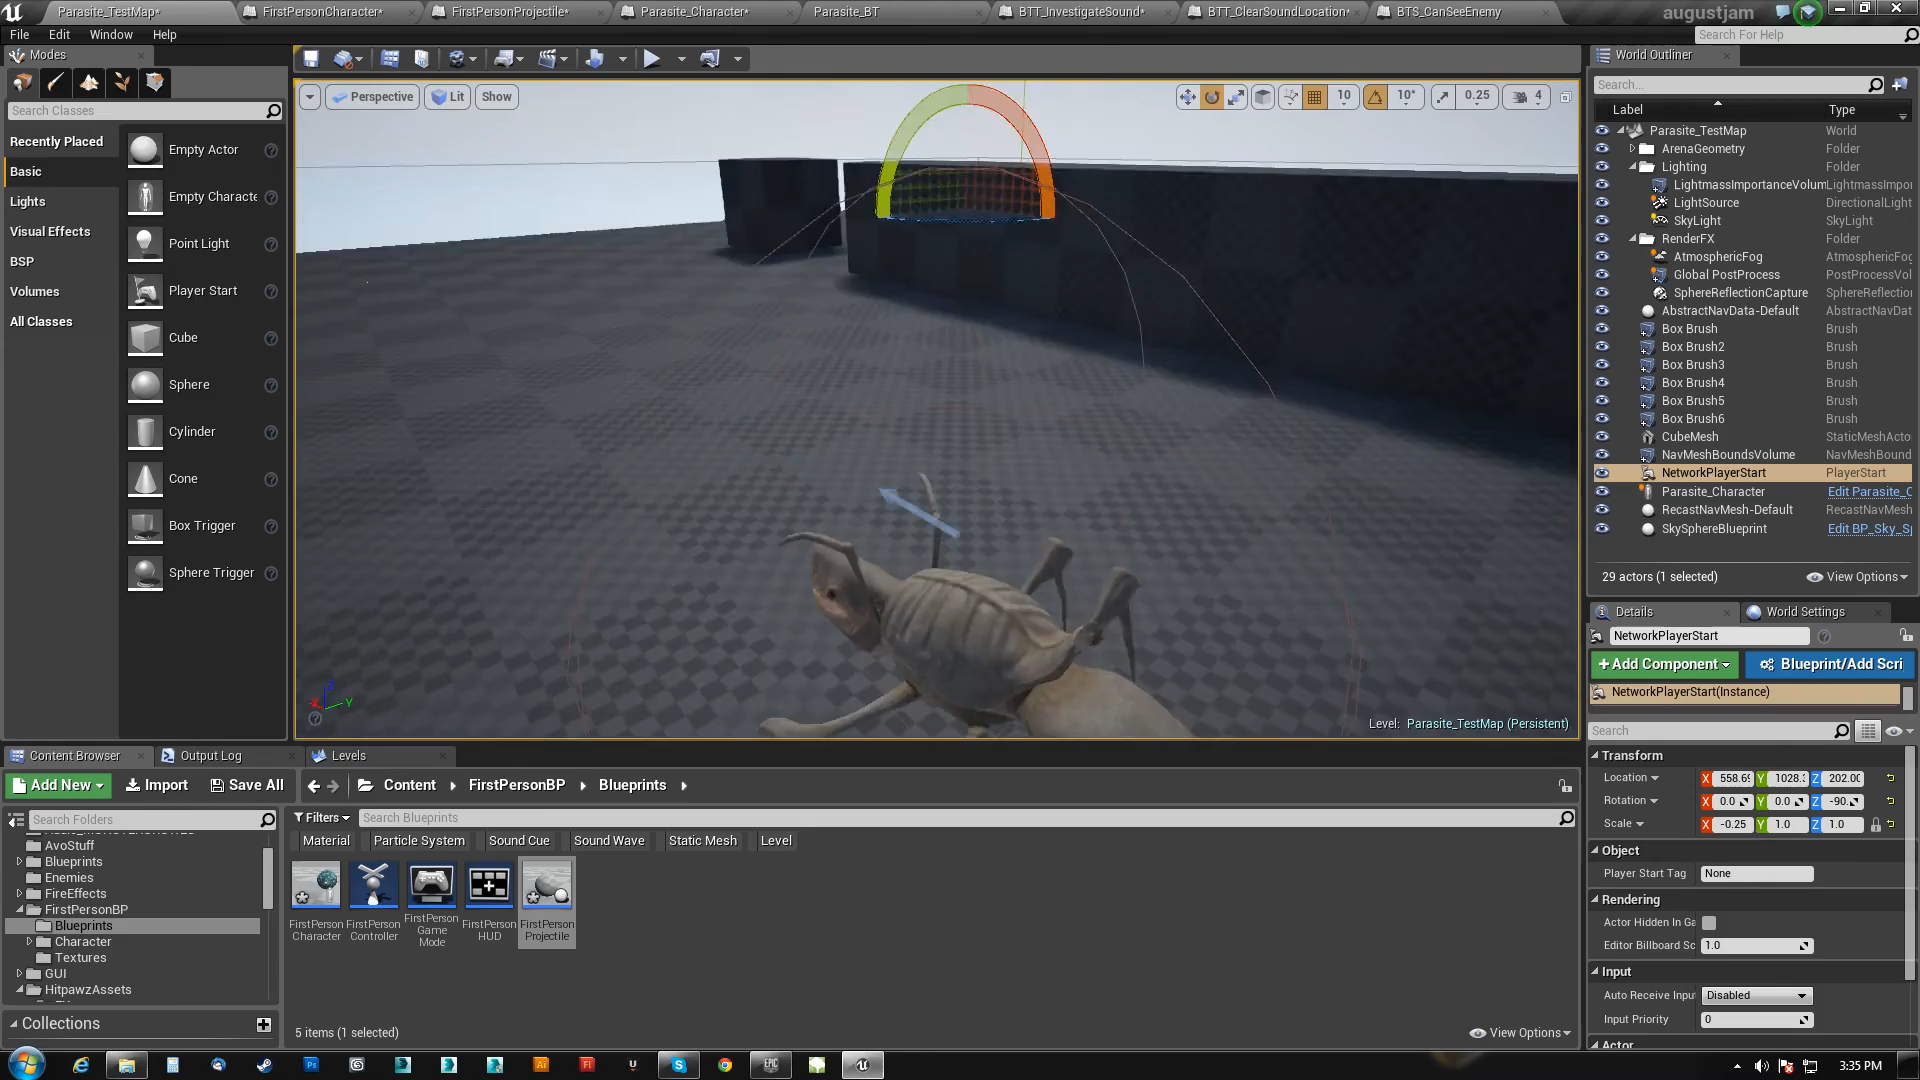 Parasite_TestMap*
FirstPersonCharacter*
FirstPersonProjectile*
Parasite_Character*
Parasite_BT
BTT_InvestigateSound*
BTT_ClearSoundLocation*
BTS_CanSeeEnemy
augustjam
File Edit Window Help
Search For Help
Modes
Search Classes
Recently Placed
Basic
Lights
Visual Effects
BSP
Volumes
All Classes
Empty Actor
Empty Characte
Point Light
Player Start
Cube
Sphere
Cylinder
Cone
Box Trigger
Sphere Trigger
Perspective Lit Show
10 10° 0.25 4
X Y Z
Level: Parasite_TestMap (Persistent)
World Outliner
Search...
Label Type
Parasite_TestMap World
ArenaGeometry Folder
Lighting Folder
LightmassImportanceVolum LightmassImpor
LightSource DirectionalLight
SkyLight SkyLight
RenderFX Folder
AtmosphericFog AtmosphericFog
Global PostProcess PostProcessVol
SphereReflectionCapture SphereReflection
AbstractNavData-Default AbstractNavDat
Box Brush Brush
Box Brush2 Brush
Box Brush3 Brush
Box Brush4 Brush
Box Brush5 Brush
Box Brush6 Brush
CubeMesh StaticMeshActo
NavMeshBoundsVolume NavMeshBound
NetworkPlayerStart PlayerStart
Parasite_Character Edit Parasite_C
RecastNavMesh-Default RecastNavMesh
SkySphereBlueprint Edit BP_Sky_Sp
29 actors (1 selected)
View Options
Details
World Settings
NetworkPlayerStart
+Add Component
Blueprint/Add Scri
NetworkPlayerStart(Instance)
Search
Transform
Location X 558.69 Y 1028.3 Z 202.00
Rotation X 0.0 Y 0.0 Z -90.
Scale X -0.25 Y 1.0 Z 1.0
Object
Player Start Tag None
Rendering
Actor Hidden In Ga
Editor Billboard Sc 1.0
Input
Auto Receive Input Disabled
Input Priority 0
Actor
Content Browser
Output Log
Levels
Add New Import Save All
Content FirstPersonBP Blueprints
Search Folders
AvoStuff
Blueprints
Enemies
FireEffects
FirstPersonBP
Blueprints
Character
Textures
GUI
HitpawzAssets
Collections
Filters
Search Blueprints
Material Particle System Sound Cue Sound Wave Static Mesh Level
FirstPerson Character
FirstPerson Controller
FirstPerson Game Mode
FirstPerson HUD
FirstPerson Projectile
5 items (1 selected)
View Options
Ps
Ai
Fl
EPIC
3:35 PM